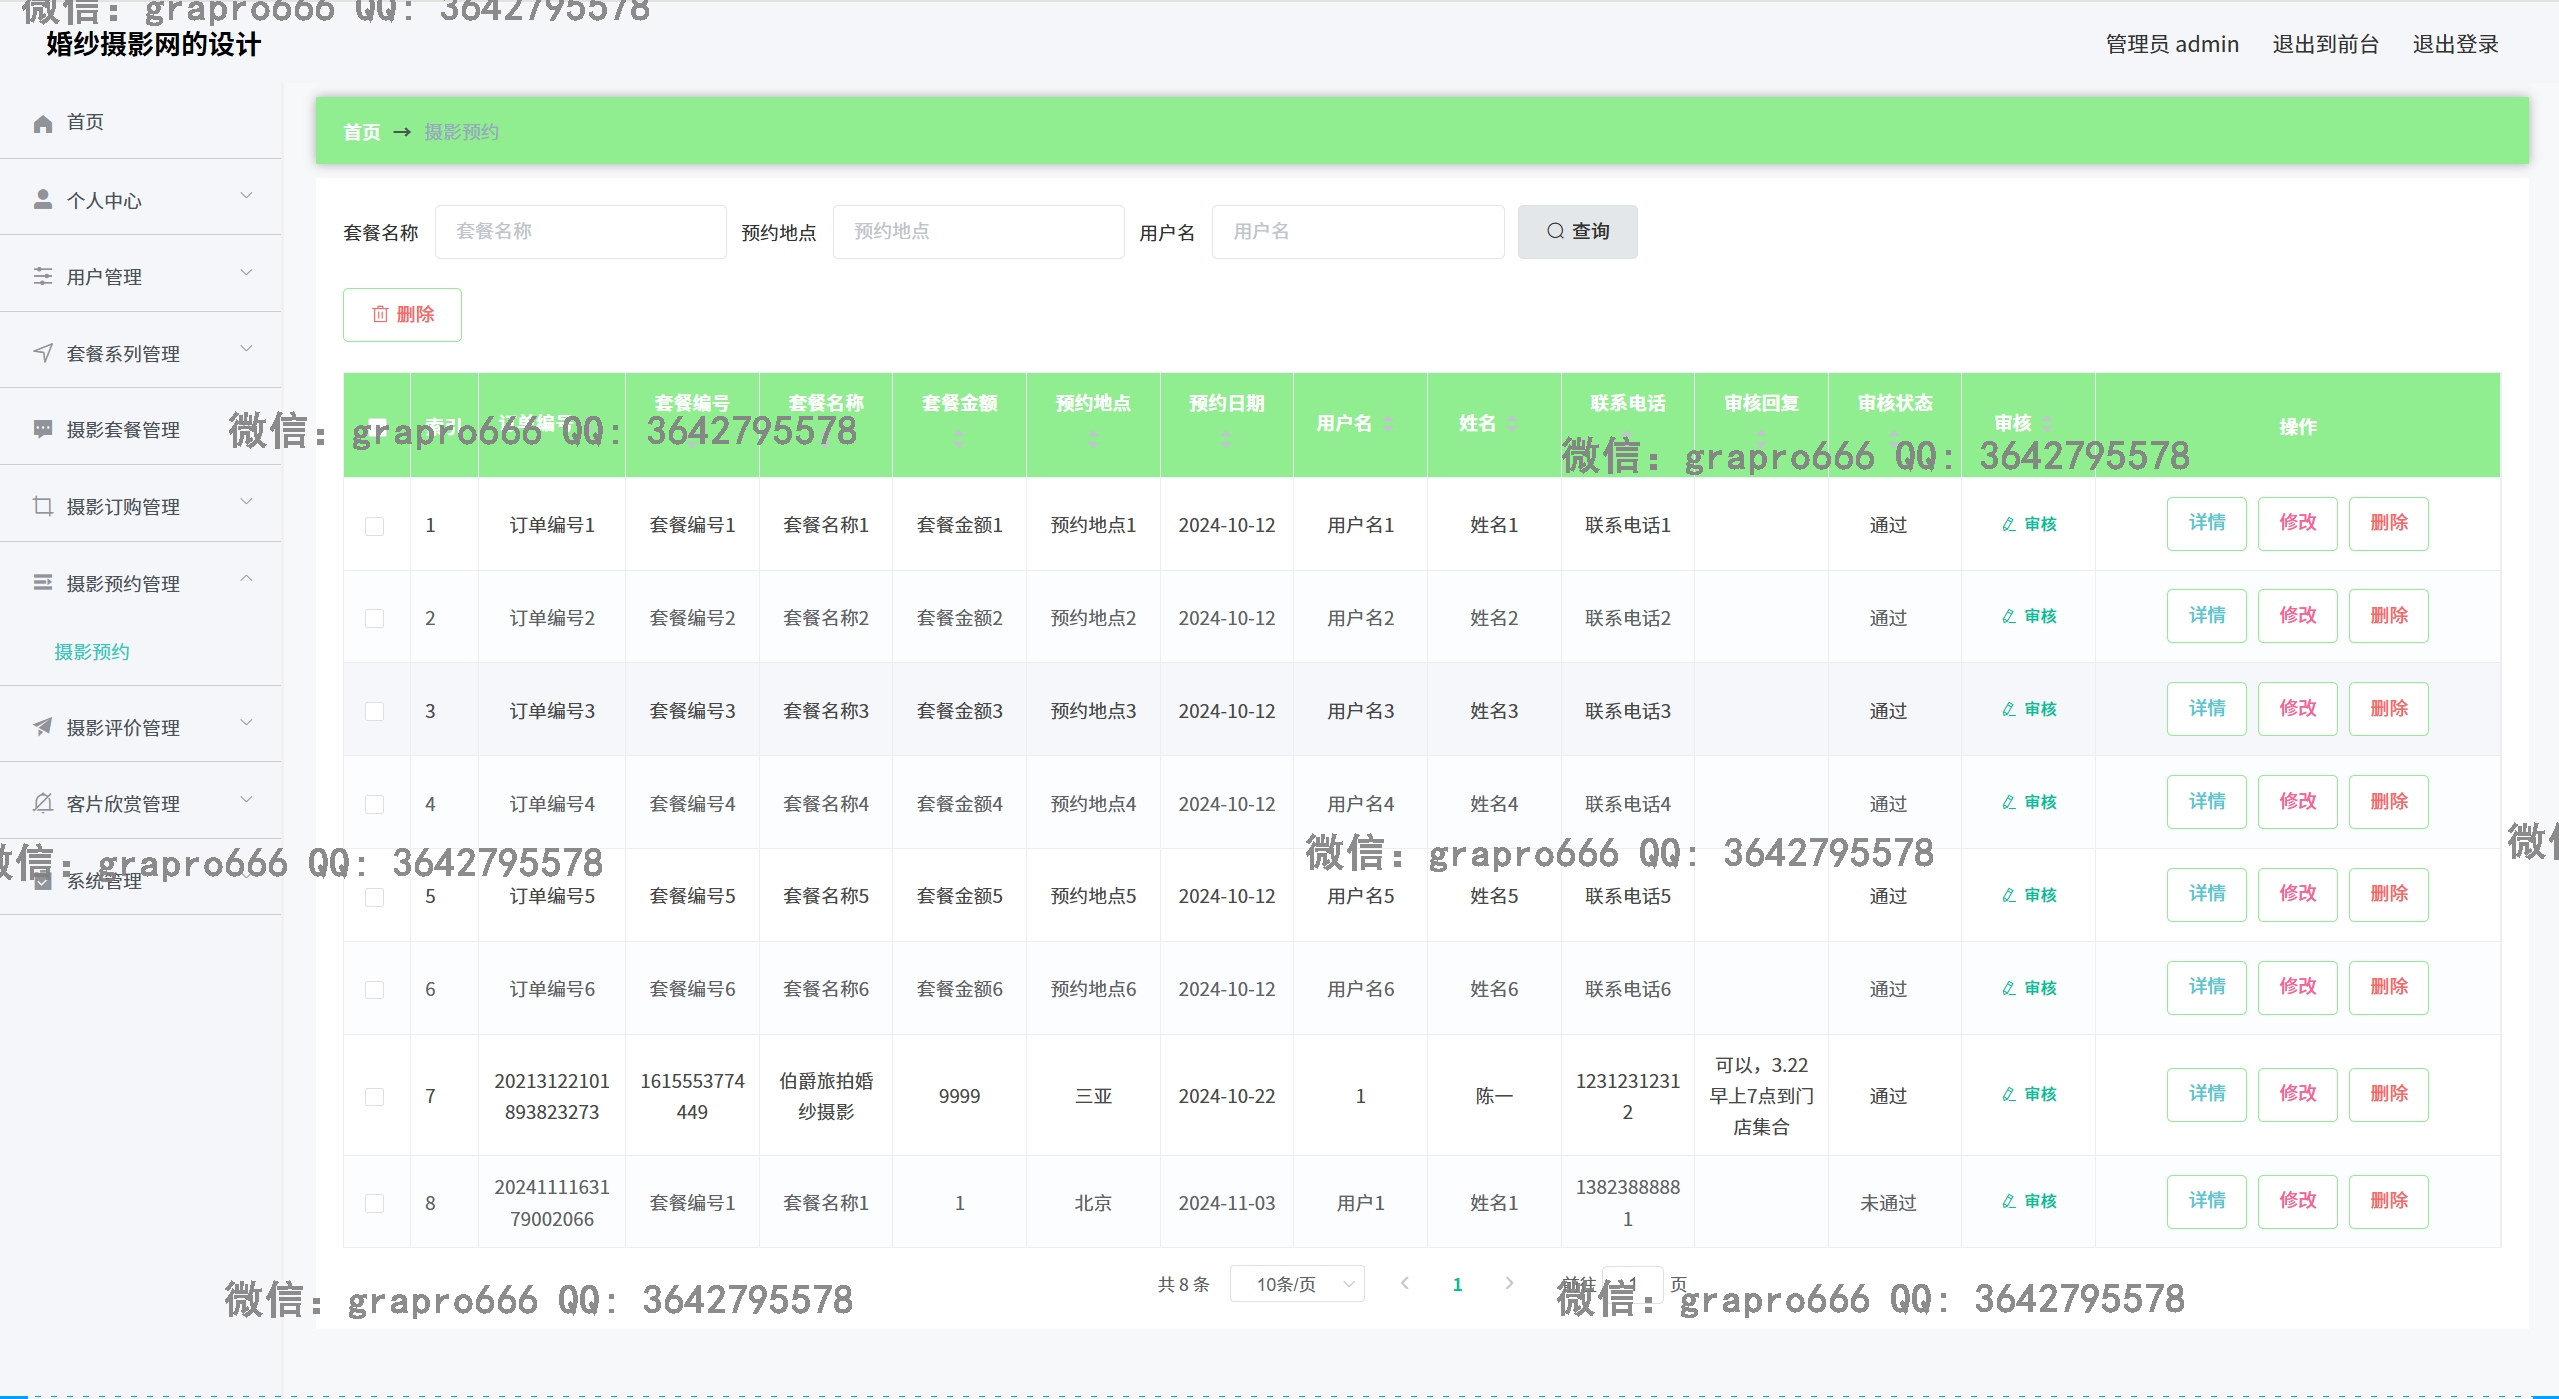 微信：grapro666 QQ: 3642795578
婚纱摄影网的设计
管理员 admin 退出到前台 退出登录
首页
个人中心
用户管理
套餐系列管理
摄影套餐管理
摄影订购管理
摄影预约管理
摄影预约
摄影评价管理
客片欣赏管理
系统管理
首页 → 摄影预约
套餐名称 套餐名称 预约地点 预约地点 用户名 用户名 查询
删除
索引 订单编号 套餐编号 套餐名称 套餐金额 预约地点 预约日期 用户名 姓名 联系电话 审核回复 审核状态 审核 操作
微信：grapro666 QQ: 3642795578
微信：grapro666 QQ: 3642795578
1 订单编号1 套餐编号1 套餐名称1 套餐金额1 预约地点1 2024-10-12 用户名1 姓名1 联系电话1 通过 审核 详情 修改 删除
2 订单编号2 套餐编号2 套餐名称2 套餐金额2 预约地点2 2024-10-12 用户名2 姓名2 联系电话2 通过 审核 详情 修改 删除
3 订单编号3 套餐编号3 套餐名称3 套餐金额3 预约地点3 2024-10-12 用户名3 姓名3 联系电话3 通过 审核 详情 修改 删除
4 订单编号4 套餐编号4 套餐名称4 套餐金额4 预约地点4 2024-10-12 用户名4 姓名4 联系电话4 通过 审核 详情 修改 删除
微信：grapro666 QQ: 3642795578
微信：grapro666 QQ: 3642795578
微信
5 订单编号5 套餐编号5 套餐名称5 套餐金额5 预约地点5 2024-10-12 用户名5 姓名5 联系电话5 通过 审核 详情 修改 删除
6 订单编号6 套餐编号6 套餐名称6 套餐金额6 预约地点6 2024-10-12 用户名6 姓名6 联系电话6 通过 审核 详情 修改 删除
7 20213122101893823273 1615553774449 伯爵旅拍婚纱摄影 9999 三亚 2024-10-22 1 陈一 12312312312 可以，3.22早上7点到门店集合 通过 审核 详情 修改 删除
8 2024111163179002066 套餐编号1 套餐名称1 1 北京 2024-11-03 用户1 姓名1 13823888881 未通过 审核 详情 修改 删除
共 8 条 10条/页 1 前往 1 页
微信：grapro666 QQ: 3642795578
微信：grapro666 QQ: 3642795578